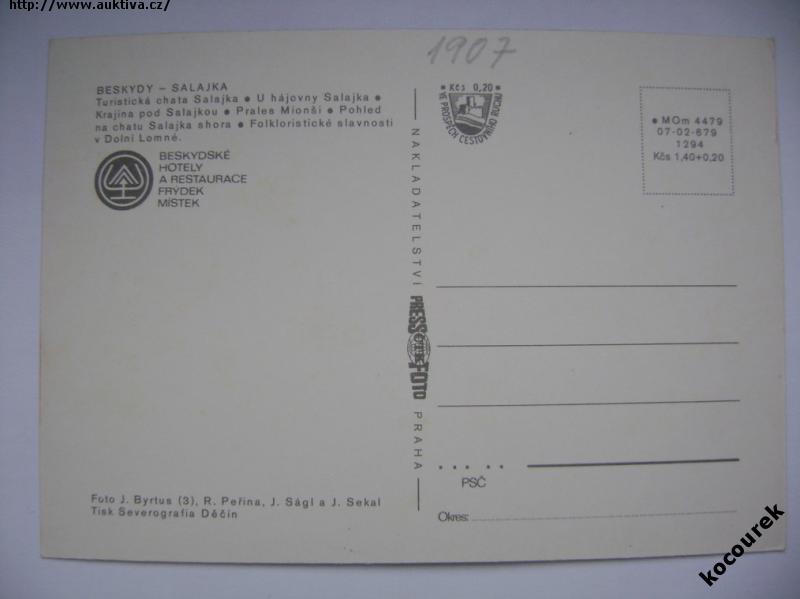 http://www.auktiva.cz/
1907
BESKYDY – SALAJKA
Turistická chata Salajka • U hájovny Salajka •
Krajina pod Salajkou • Prales Mionší • Pohled
na chatu Salajka shora • Folkloristické slavnosti
v Dolní Lomné.
BESKYDSKÉ
HOTELY
A RESTAURACE
FRÝDEK
MÍSTEK
Foto J. Byrtus (3), R. Peřina, J. Ságl a J. Sekal
Tisk Severografia Děčín
NAKLADATELSTVÍ
PRESSFOTO
PRAHA
• Kčs 0,20 •
VE PROSPĚCH CESTOVNÍHO RUCHU
• MOm 4479
07-02-679
1294
Kčs 1,40+0,20
PSČ
Okres:
kocourek